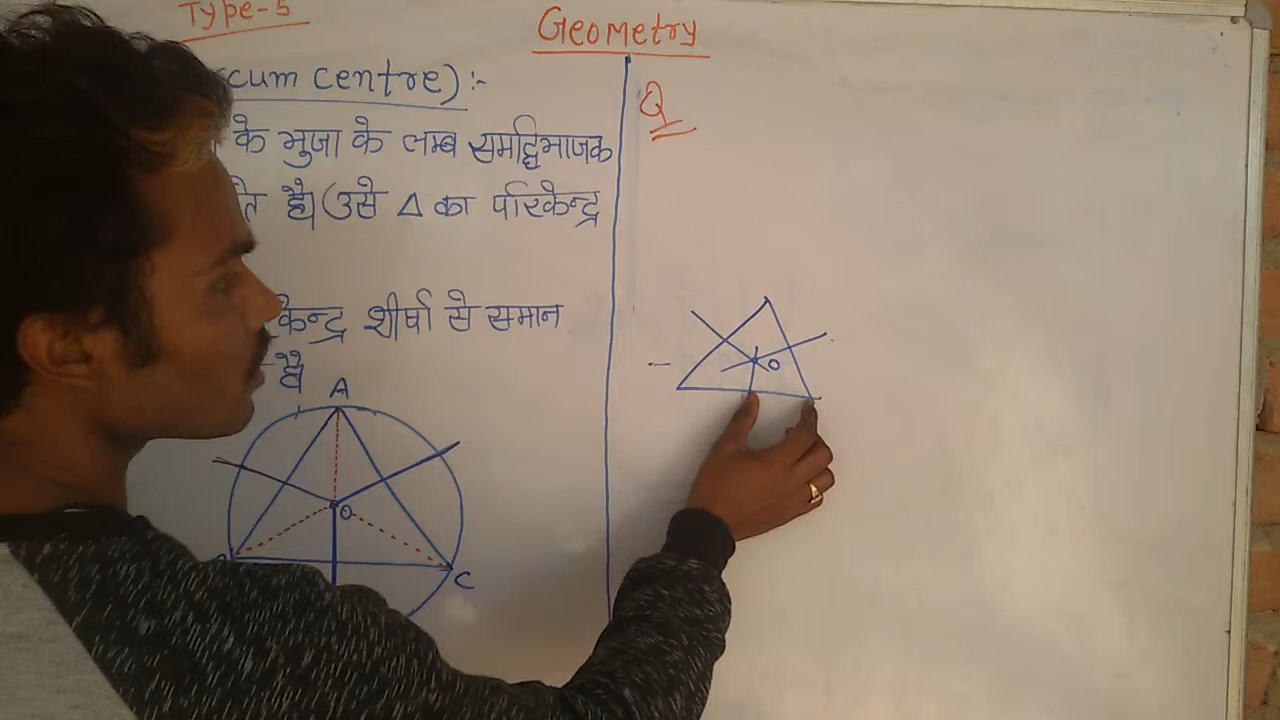 Type-5
Geometry
cum centre):-
के भुजा के लम्ब समद्विभाजक
है। उसे Δ का परिकेन्द्र
केन्द्र शीर्षो से समान
है
A
O
C
Q
O